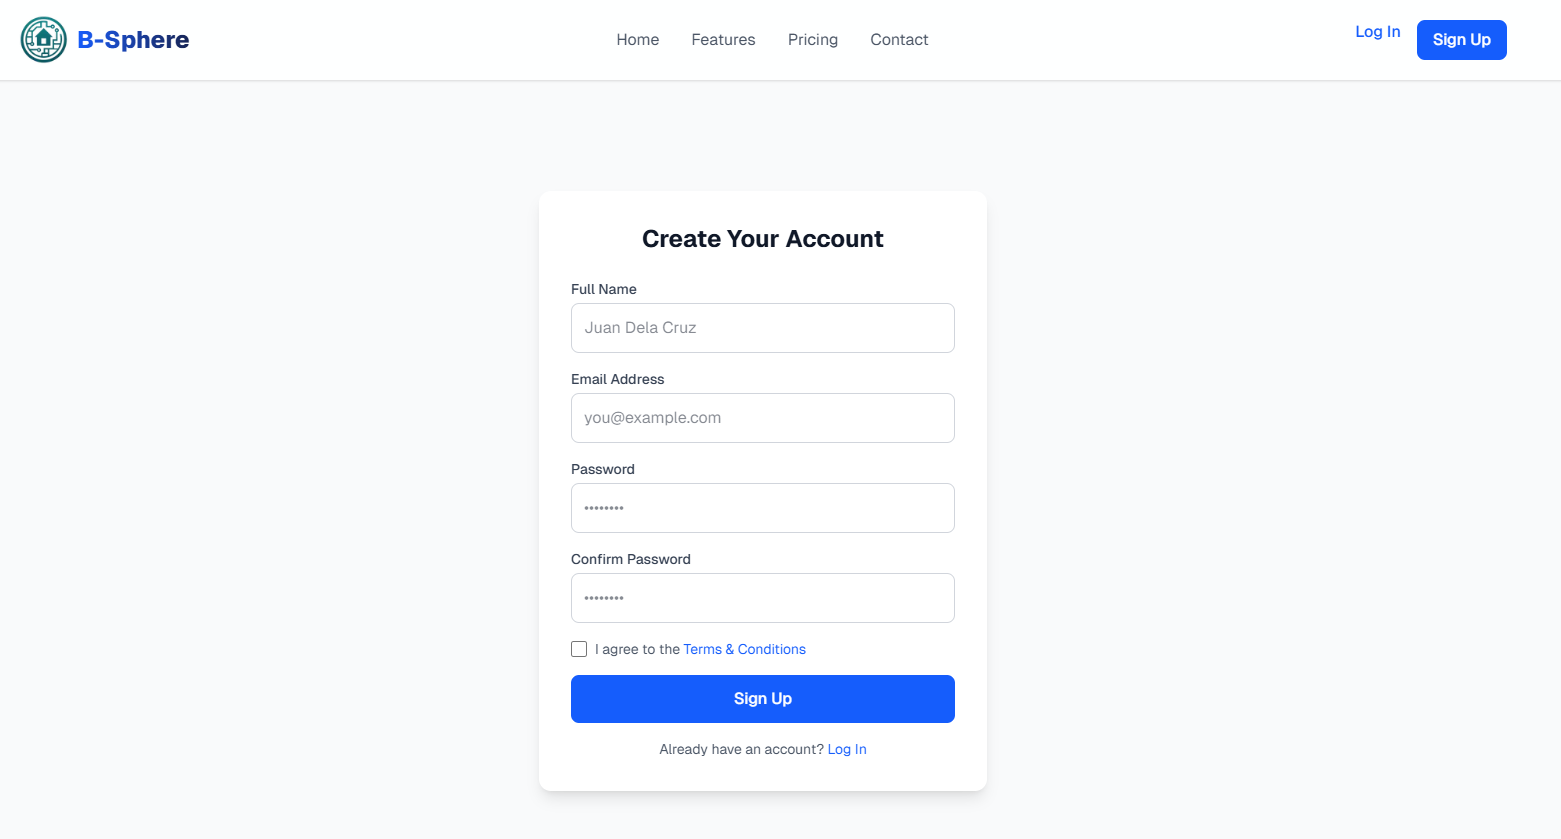 B-Sphere
Home Features Pricing Contact
Log In
Sign Up
Create Your Account
Full Name
Juan Dela Cruz
Email Address
you@example.com
Password
••••••••
Confirm Password
••••••••
I agree to the Terms & Conditions
Sign Up
Already have an account? Log In